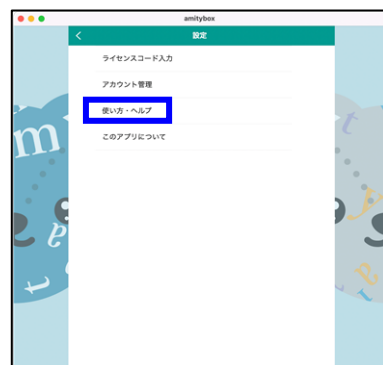 amitybox
設定
ライセンスコード入力
アカウント管理
使い方・ヘルプ
このアプリについて
m
t
y
e
a
a
t
t